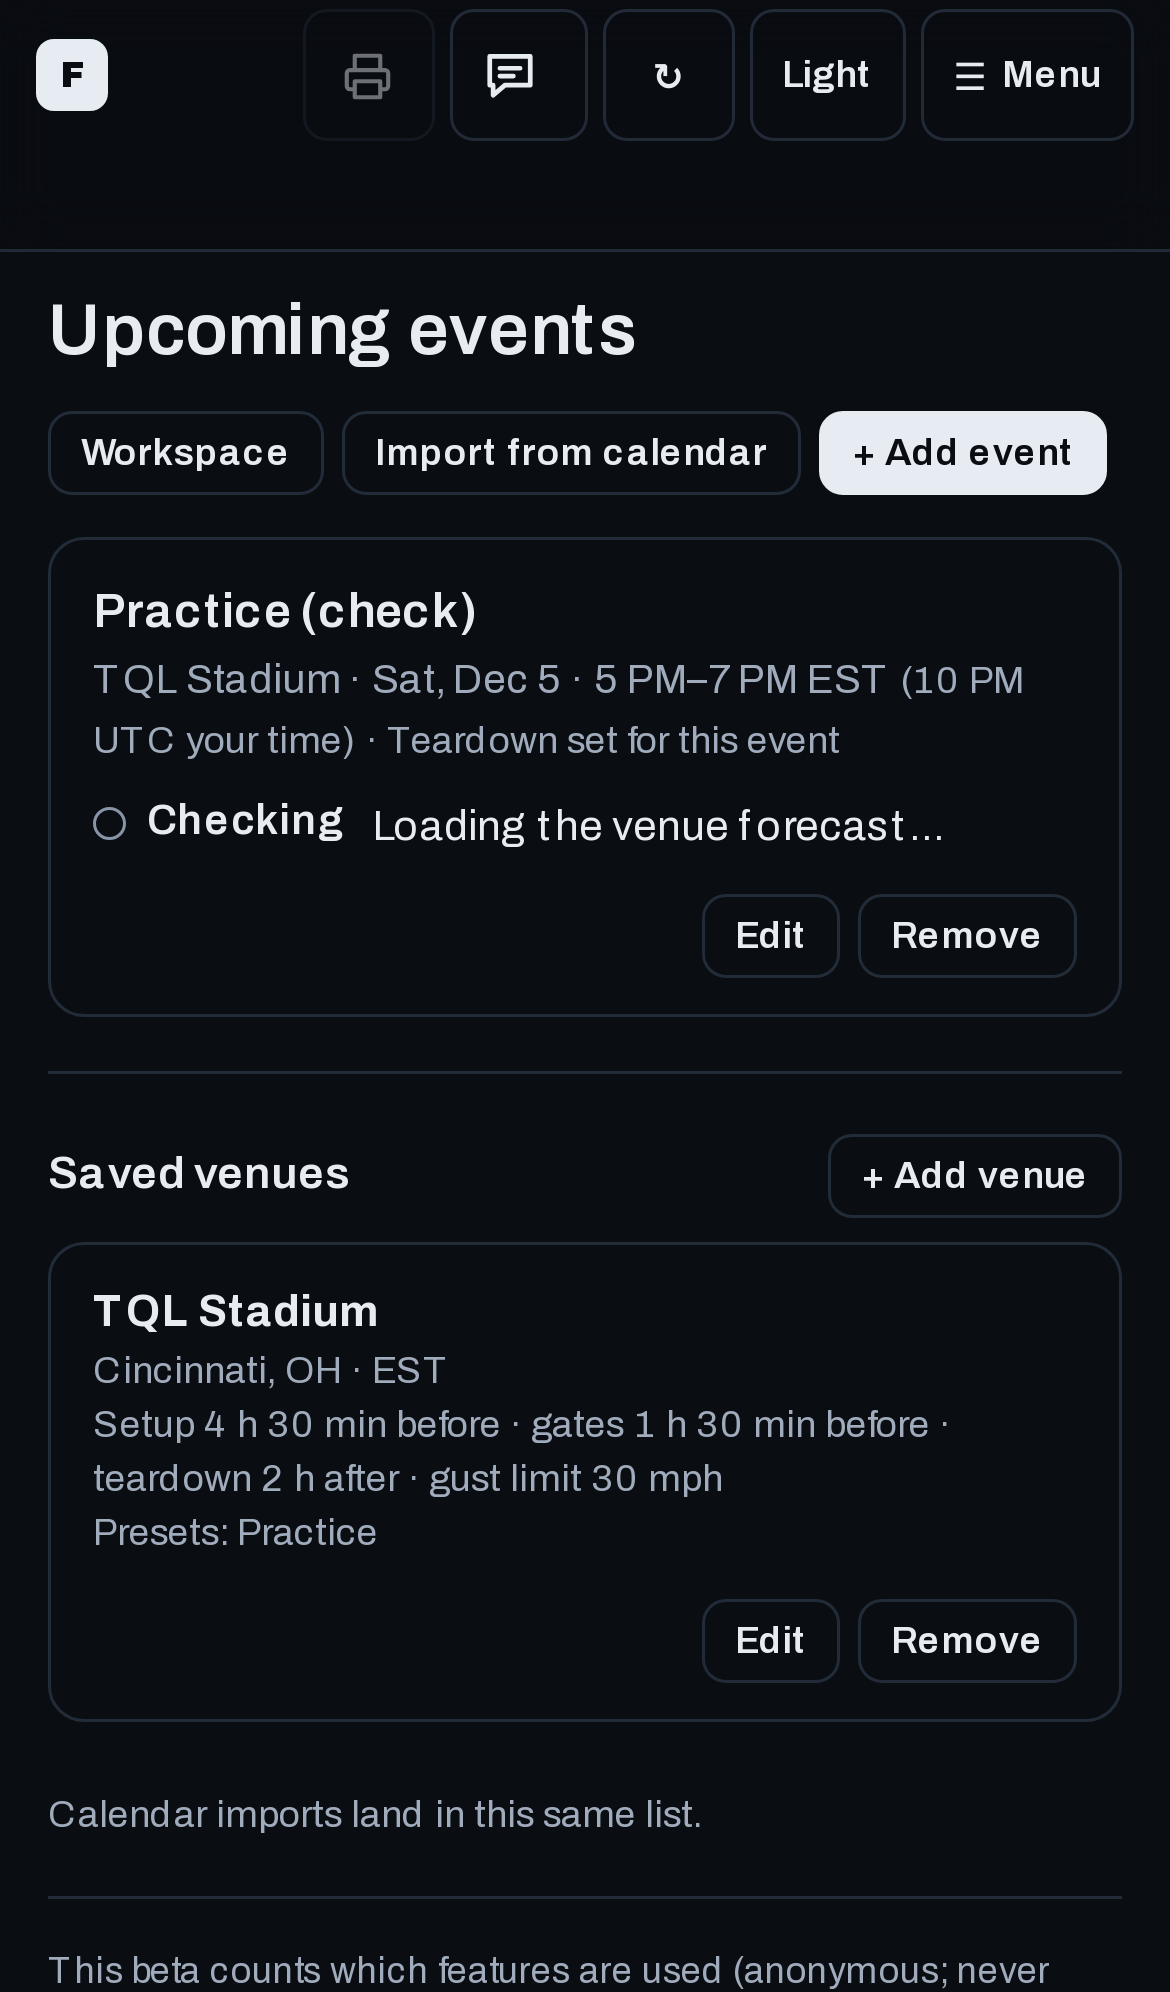 F
↻
Light
☰ Menu
Upcoming events
Workspace
Import from calendar
+ Add event
Practice (check)
TQL Stadium · Sat, Dec 5 · 5 PM–7 PM EST (10 PM
UTC your time) · Teardown set for this event
Checking Loading the venue forecast…
Edit
Remove
Saved venues
+ Add venue
TQL Stadium
Cincinnati, OH · EST
Setup 4 h 30 min before · gates 1 h 30 min before ·
teardown 2 h after · gust limit 30 mph
Presets: Practice
Edit
Remove
Calendar imports land in this same list.
This beta counts which features are used (anonymous; never